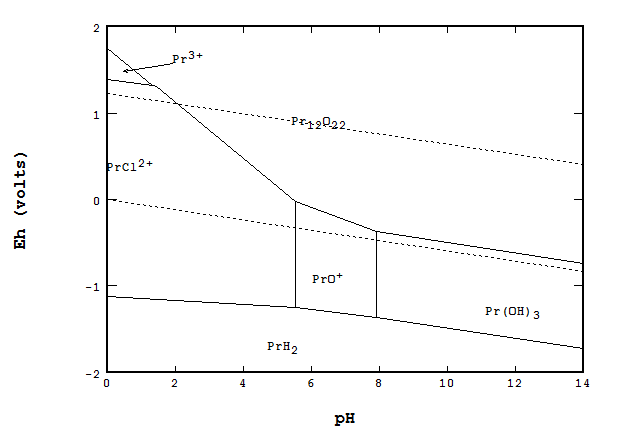 2
Pr3+
1
Pr12O22
PrCl2+
Eh (volts)
0
PrO+
-1
Pr(OH)3
PrH2
-2
0 2 4 6 8 10 12 14
pH